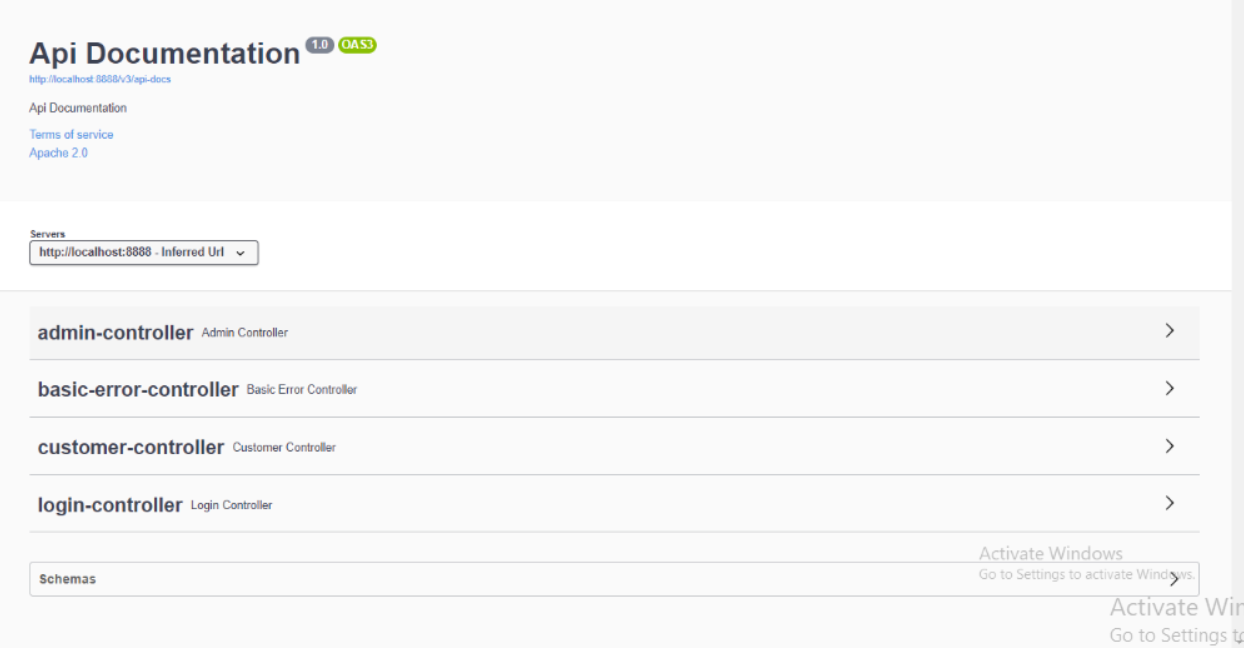 Api Documentation 1.0 OAS3
http://localhost:8888/v3/api-docs
Api Documentation
Terms of service
Apache 2.0
Servers
http://localhost:8888 - Inferred Url
admin-controller Admin Controller
basic-error-controller Basic Error Controller
customer-controller Customer Controller
login-controller Login Controller
Activate Windows
Schemas
Go to Settings to activate Windows.
Activate Win
Go to Settings to